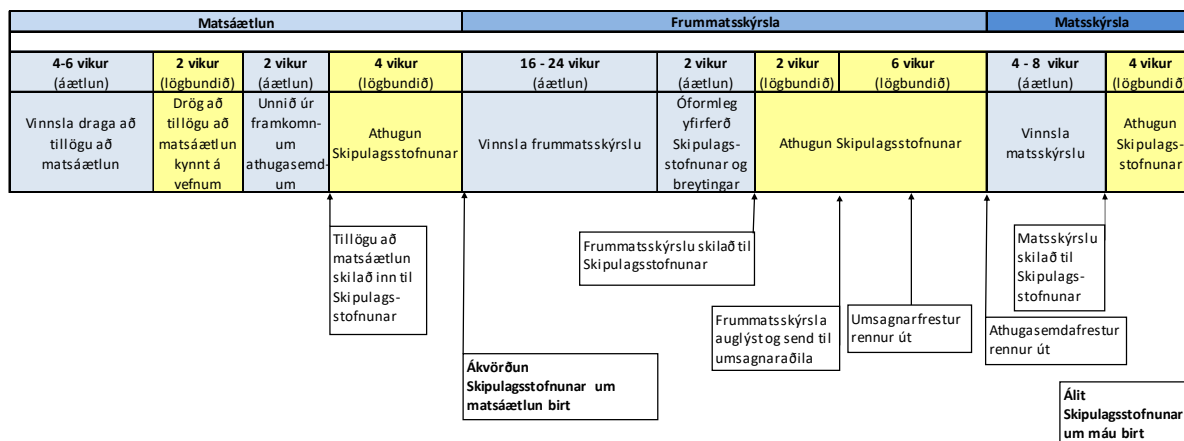 Matsáætlun
Frummatsskýrsla
Matsskýrsla
4-6 vikur
(áætlun)
2 vikur
(lögbundið)
2 vikur
(áætlun)
4 vikur
(lögbundið)
16 - 24 vikur
(áætlun)
2 vikur
(áætlun)
2 vikur
(lögbundið)
6 vikur
(lögbundið)
4 - 8 vikur
(áætlun)
4 vikur
(lögbundið)
Vinnsla draga að
tillögu að
matsáætlun
Drög að
tillögu að
matsáætlun
kynnt á
vefnum
Unnið úr
framkomn-
um
athugasemd-
um
Athugun
Skipulagsstofnunar
Vinnsla frummatsskýrslu
Óformleg
yfirferð
Skipulags-
stofnunar og
breytingar
Athugun Skipulagsstofnunar
Vinnsla
matsskýrslu
Athugun
Skipulags-
stofnunar
Tillögu að
matsáætlun
skilað inn til
Skipulags-
stofnunar
Ákvörðun
Skipulagsstofnunar um
matsáætlun birt
Frummatsskýrslu skilað til
Skipulagsstofnunar
Frummatsskýrsla
auglýst og send til
umsagnaraðila
Umsagnarfrestur
rennur út
Matsskýrslu
skilað til
Skipulags-
stofnunar
Athugasemdafrestur
rennur út
Álit
Skipulagsstofnunar
um máu birt